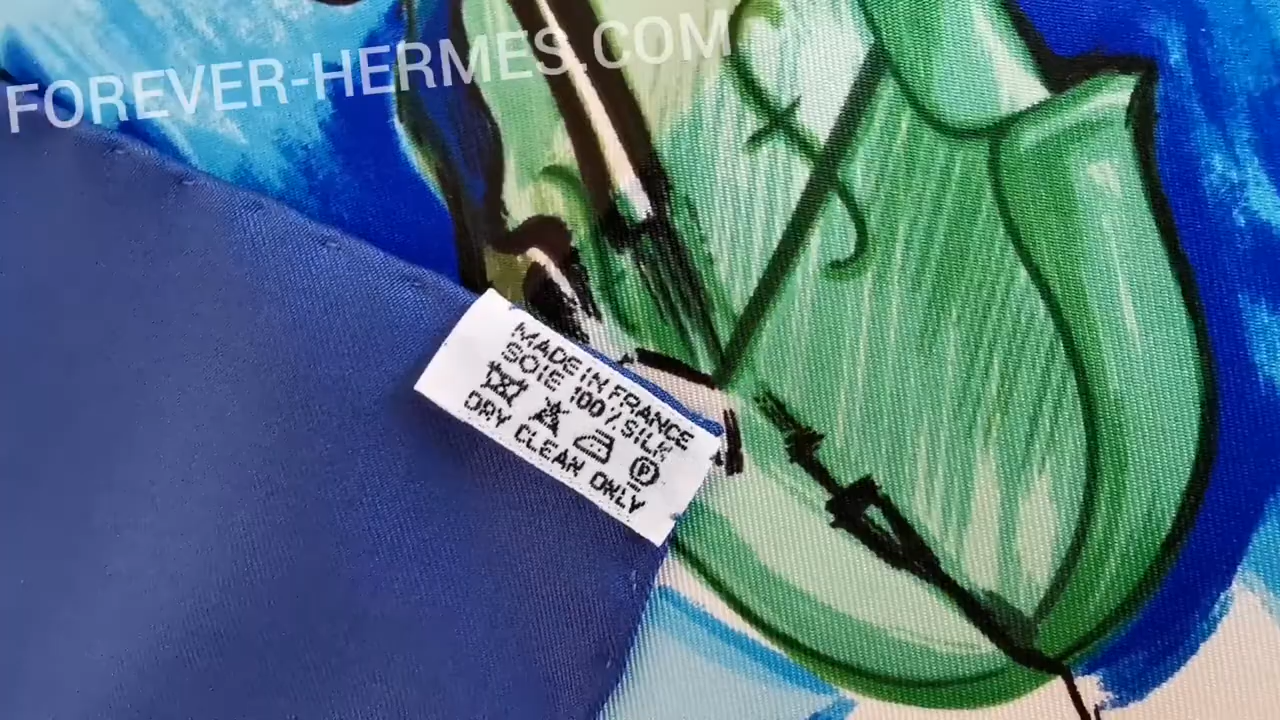 FOREVER-HERMES.COM
MADE IN FRANCE
SOIE 100% SILK
P
DRY CLEAN ONLY